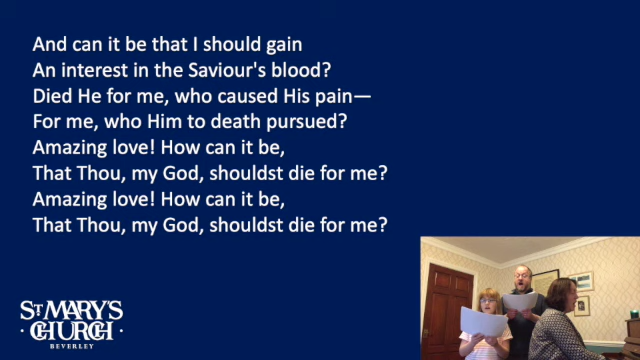 And can it be that I should gain
An interest in the Saviour's blood?
Died He for me, who caused His pain—
For me, who Him to death pursued?
Amazing love! How can it be,
That Thou, my God, shouldst die for me?
Amazing love! How can it be,
That Thou, my God, shouldst die for me?
ST MARY'S
· CHURCH ·
BEVERLEY